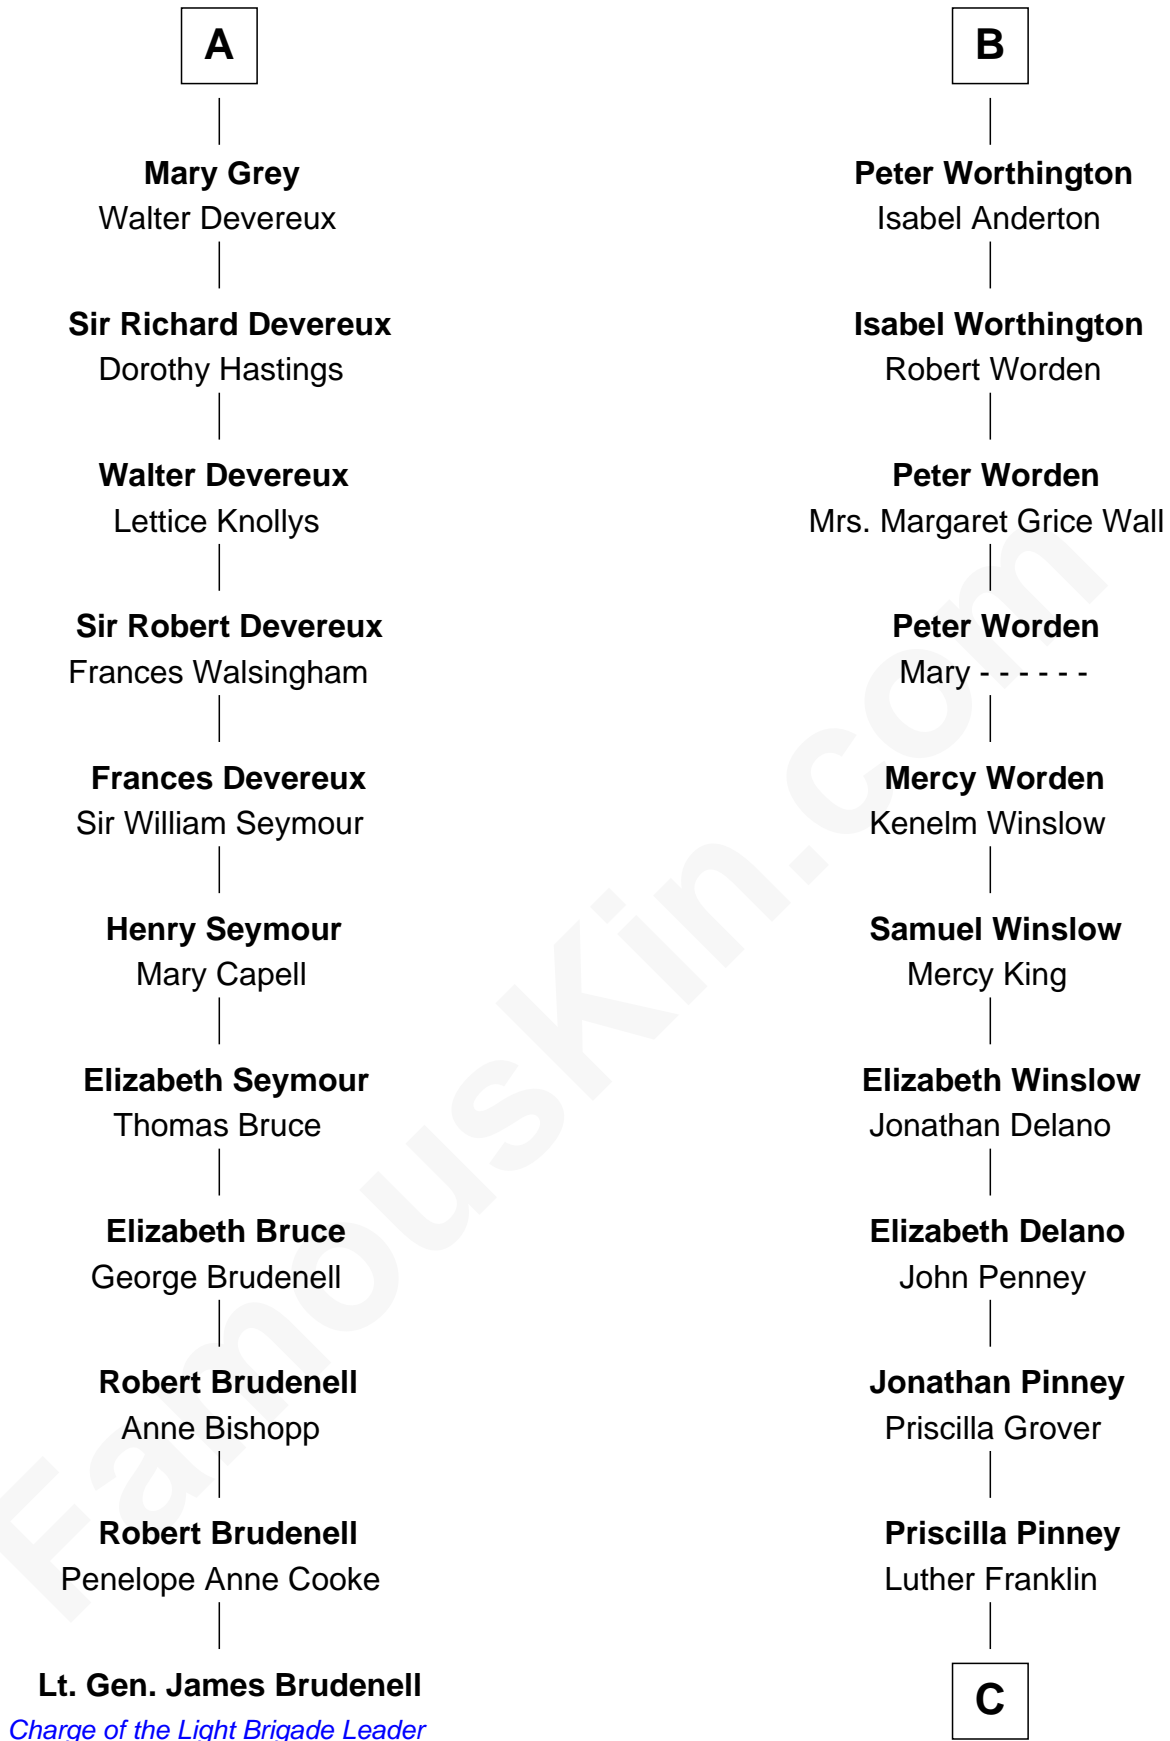 A
Mary Grey
Walter Devereux
Sir Richard Devereux
Dorothy Hastings
Walter Devereux
Lettice Knollys
Sir Robert Devereux
Frances Walsingham
Frances Devereux
Sir William Seymour
Henry Seymour
Mary Capell
Elizabeth Seymour
Thomas Bruce
Elizabeth Bruce
George Brudenell
Robert Brudenell
Anne Bishopp
Robert Brudenell
Penelope Anne Cooke
Lt. Gen. James Brudenell
Charge of the Light Brigade Leader
B
Peter Worthington
Isabel Anderton
Isabel Worthington
Robert Worden
Peter Worden
Mrs. Margaret Grice Wall
Peter Worden
Mary - - - - - -
Mercy Worden
Kenelm Winslow
Samuel Winslow
Mercy King
Elizabeth Winslow
Jonathan Delano
Elizabeth Delano
John Penney
Jonathan Pinney
Priscilla Grover
Priscilla Pinney
Luther Franklin
C
FamousKin.com